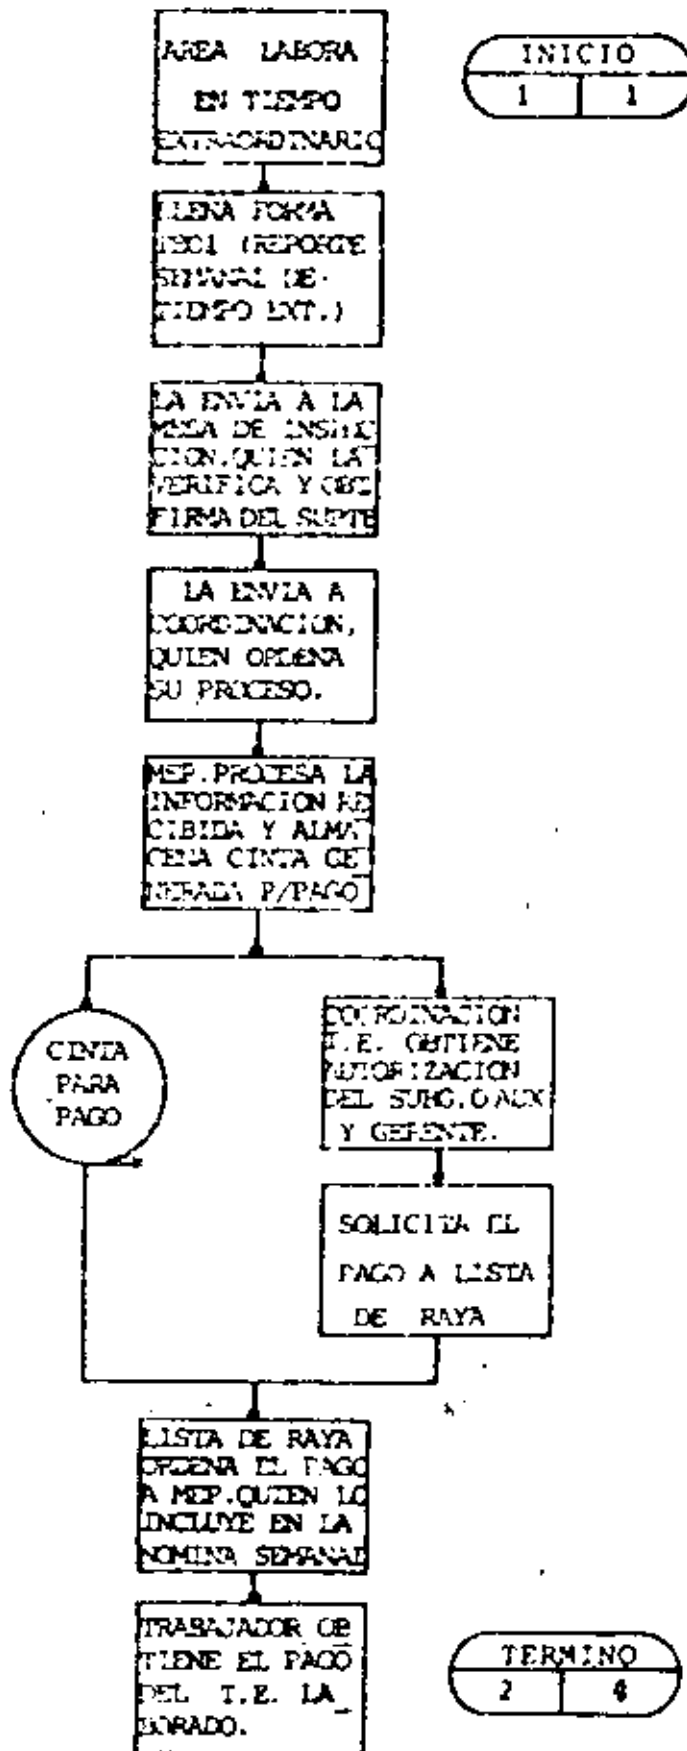 AREA LABORA
EN TIEMPO
EXTRAORDINARIO
INICIO
1 1
LLENA FORMA
TE01 (REPORTE
SEMANAL DE
TIEMPO EXT.)
LA ENVIA A LA
MESA DE INSPEC
CION.QUIEN LA
VERIFICA Y OBT
FIRMA DEL SUPTE
LA ENVIA A
COORDINACION,
QUIEN ORDENA
SU PROCESO.
MEP.PROCESA LA
INFORMACION RE
CIBIDA Y ALMA
CENA CINTA GE
NERADA P/PAGO
CINTA
PARA
PAGO
COORDINACION
T.E. OBTIENE
AUTORIZACION
DEL SUBG.O AUX
Y GERENTE.
SOLICITA EL
PAGO A LISTA
DE RAYA
LISTA DE RAYA
ORDENA EL PAGO
A MEP.QUIEN LO
INCLUYE EN LA
NOMINA SEMANAL
TRABAJADOR OB
TIENE EL PAGO
DEL T.E. LA_
BORADO.
TERMINO
2 4